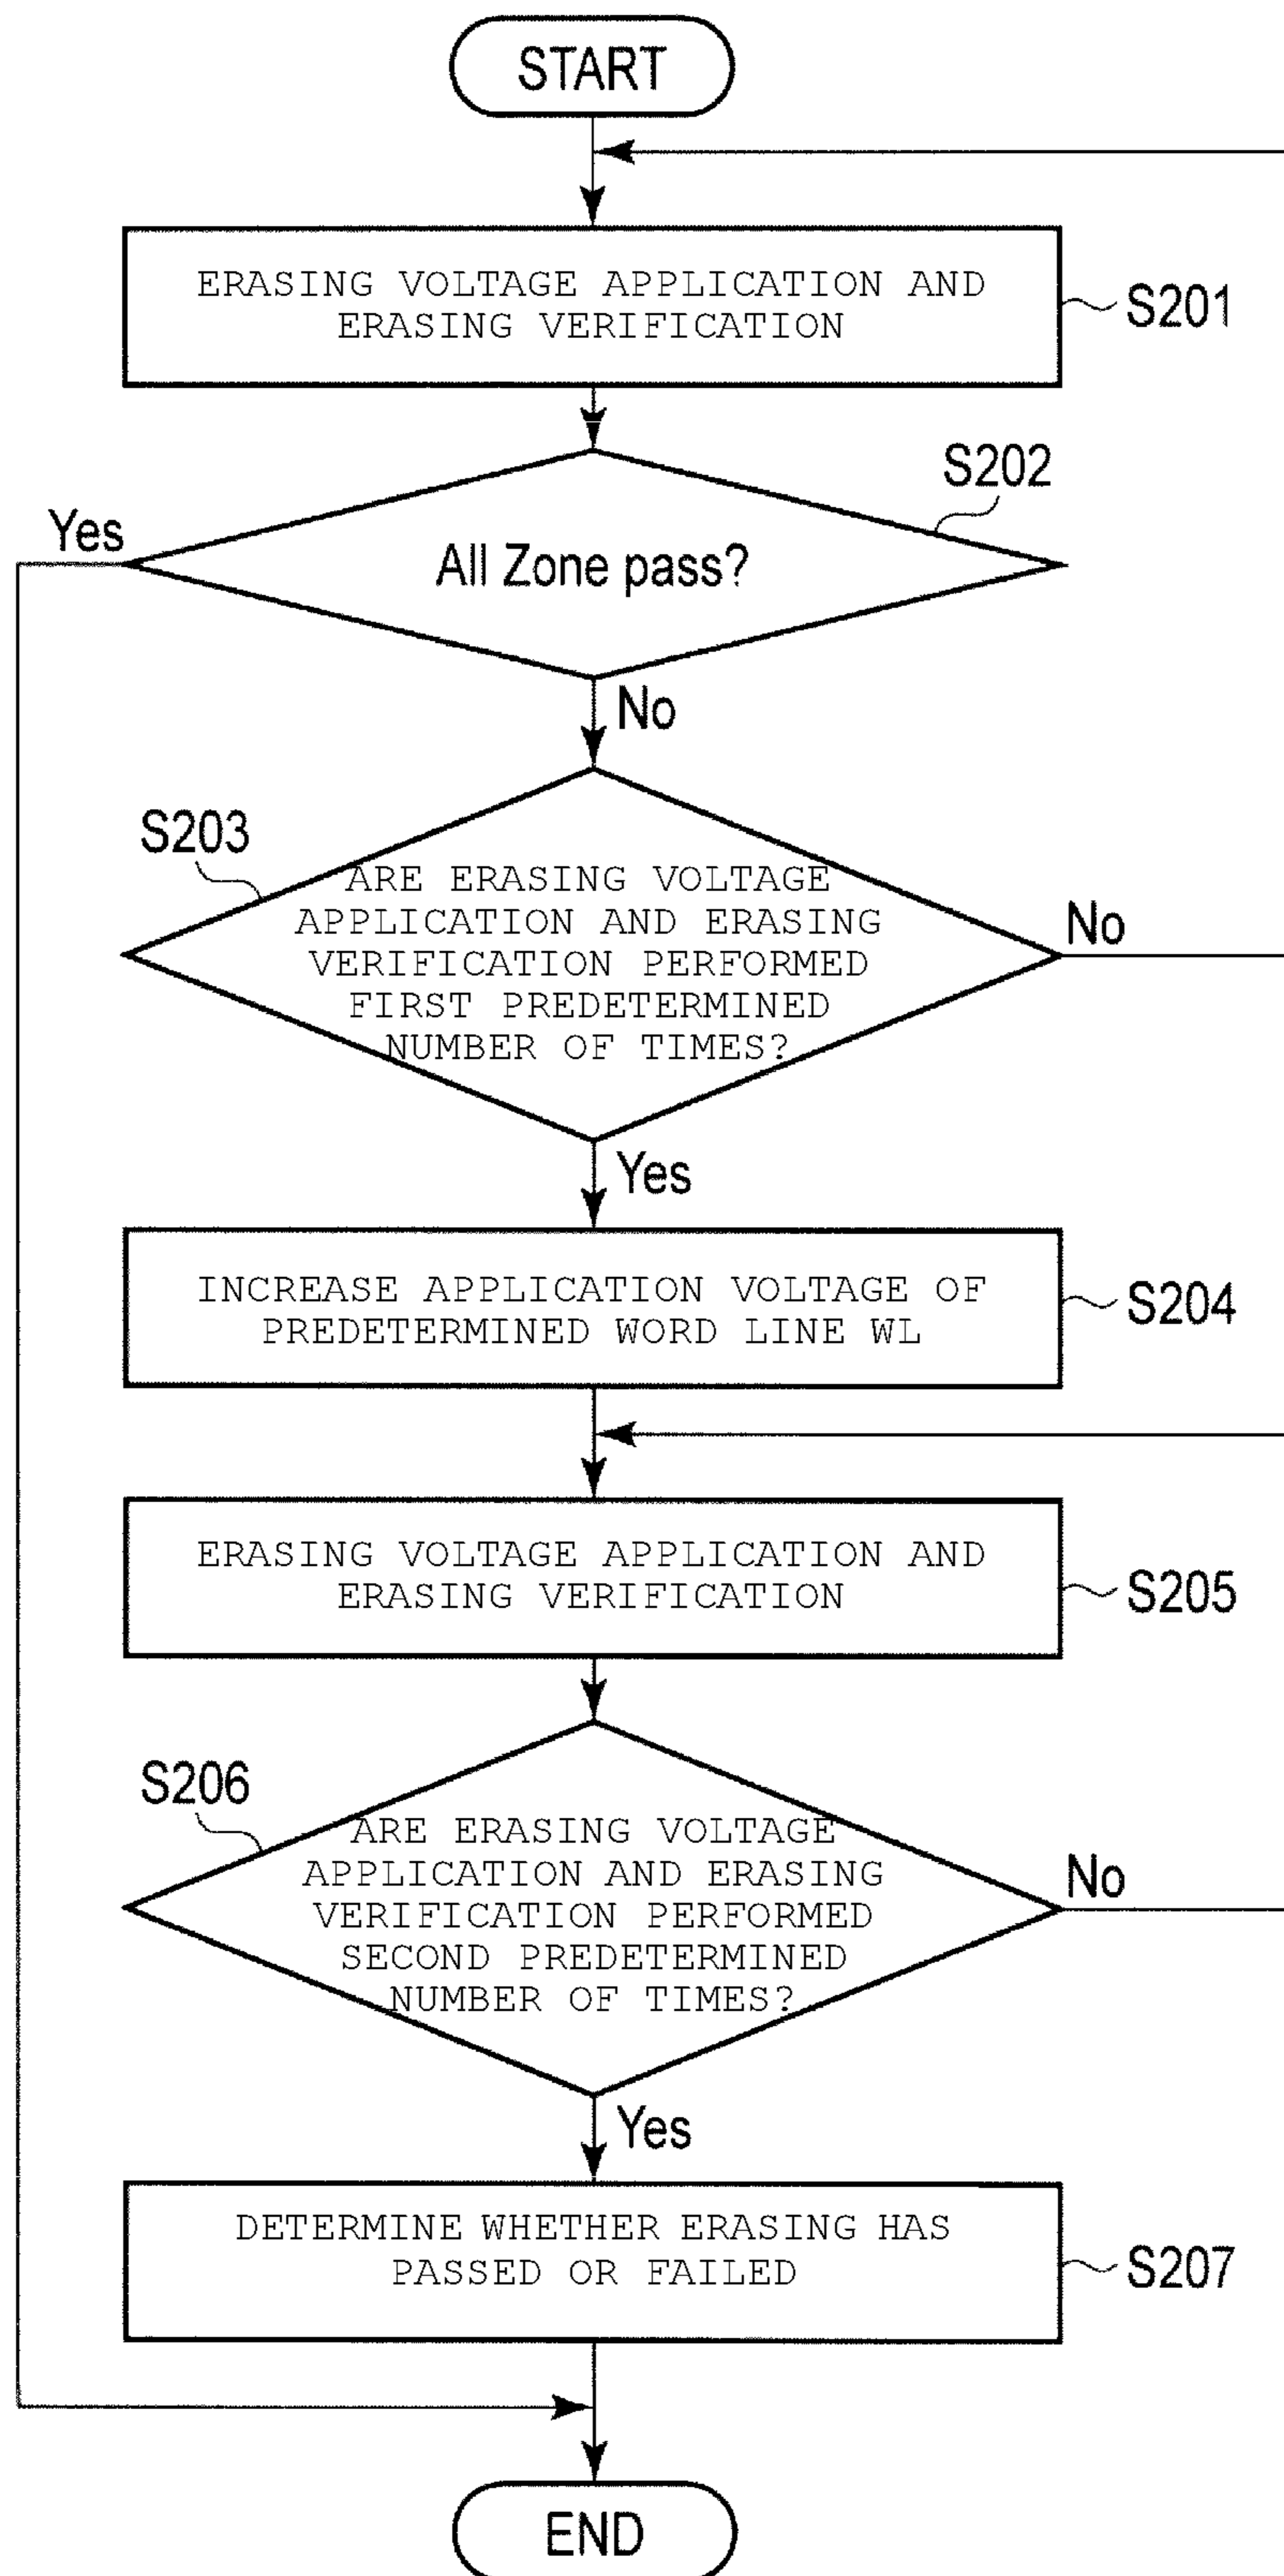 START
ERASING VOLTAGE APPLICATION AND
ERASING VERIFICATION
S201
S202
Yes
All Zone pass?
No
S203
ARE ERASING VOLTAGE
APPLICATION AND ERASING
VERIFICATION PERFORMED
FIRST PREDETERMINED
NUMBER OF TIMES?
No
Yes
INCREASE APPLICATION VOLTAGE OF
PREDETERMINED WORD LINE WL
S204
ERASING VOLTAGE APPLICATION AND
ERASING VERIFICATION
S205
S206
ARE ERASING VOLTAGE
APPLICATION AND ERASING
VERIFICATION PERFORMED
SECOND PREDETERMINED
NUMBER OF TIMES?
No
Yes
DETERMINE WHETHER ERASING HAS
PASSED OR FAILED
S207
END